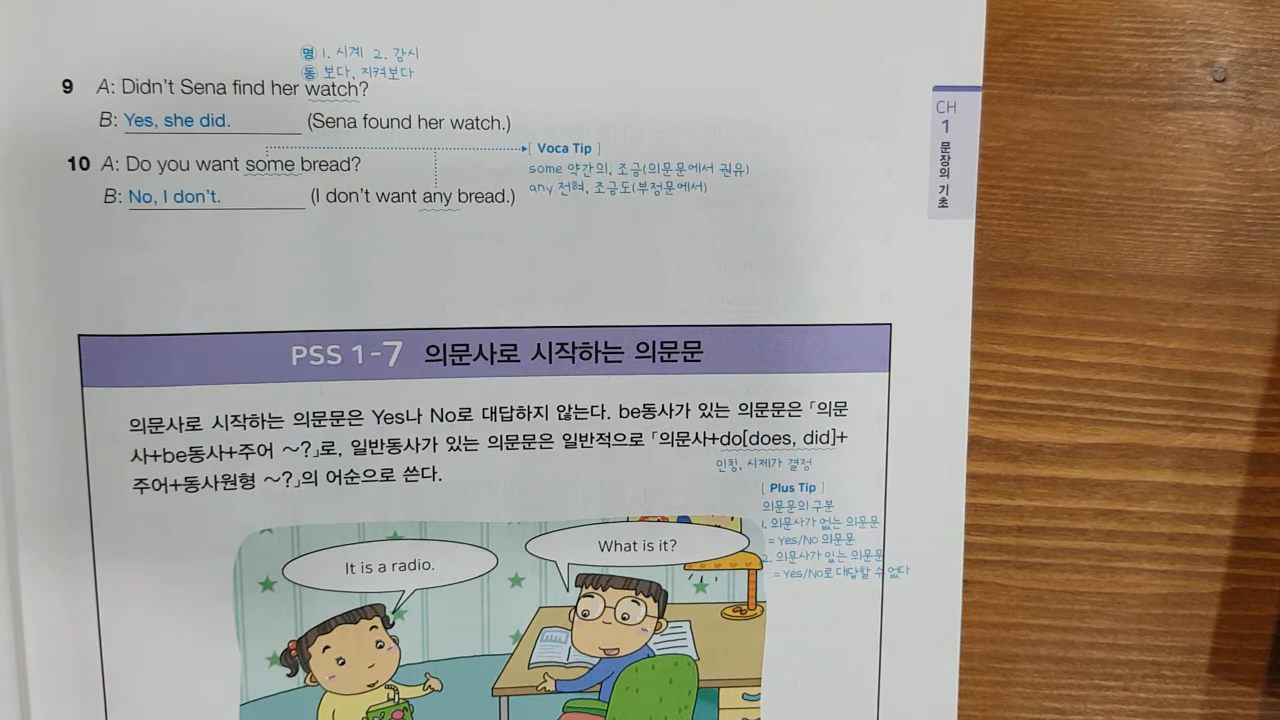 명 1. 시계 2. 감시
동 보다, 지켜보다
9 A: Didn't Sena find her watch?
B: Yes, she did. (Sena found her watch.)
[ Voca Tip ]
10 A: Do you want some bread?
some 약간의, 조금(의문문에서 권유)
any 전혀, 조금도(부정문에서)
B: No, I don't. (I don't want any bread.)
CH
1
문장의 기초
PSS 1-7 의문사로 시작하는 의문문
의문사로 시작하는 의문문은 Yes나 No로 대답하지 않는다. be동사가 있는 의문문은 「의문
사+be동사+주어 ~?」로, 일반동사가 있는 의문문은 일반적으로 「의문사+do[does, did]+
인칭, 시제가 결정
주어+동사원형 ~?」의 어순으로 쓴다.
[ Plus Tip ]
의문문의 구분
1. 의문사가 없는 의문문
= Yes/No 의문문
2. 의문사가 있는 의문문
= Yes/No로 대답할 수 없다
What is it?
It is a radio.